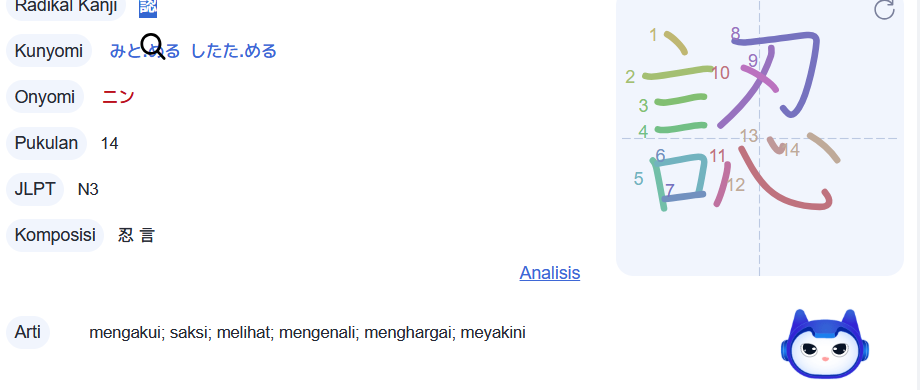 Radikal Kanji 認
Kunyomi みと.める したた.める
Onyomi ニン
Pukulan 14
JLPT N3
Komposisi 忍 言
Analisis
Arti mengakui; saksi; melihat; mengenali; menghargai; meyakini
認
1
2
3
4
5
6
7
8
9
10
11
12
13
14